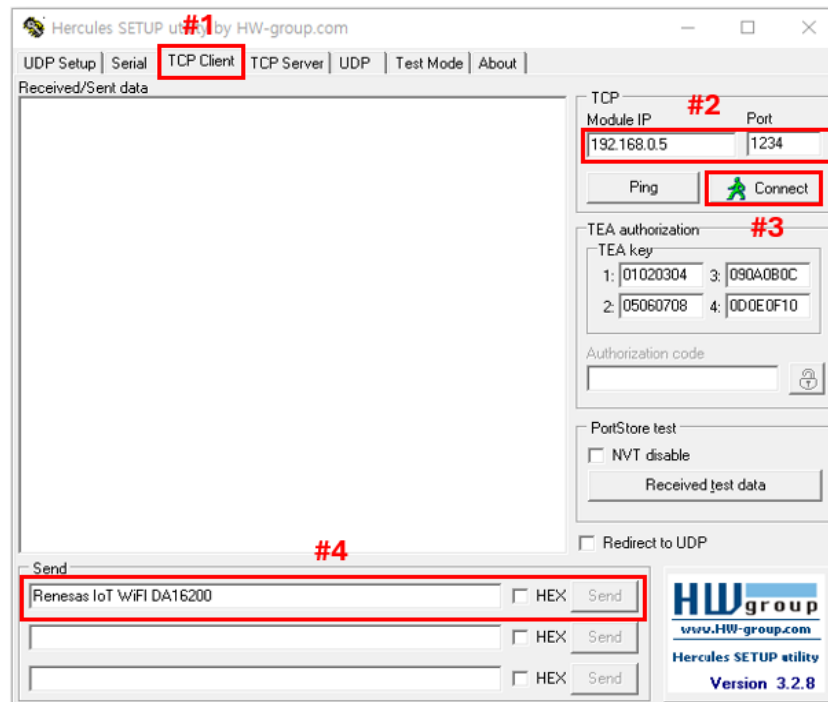 Hercules SETUP utility by HW-group.com
#1
UDP Setup Serial TCP Client TCP Server UDP Test Mode About
Received/Sent data
TCP
#2
Module IP Port
192.168.0.5 1234
Ping Connect
#3
TEA authorization
TEA key
1: 01020304 3: 090A0B0C
2: 05060708 4: 0D0E0F10
Authorization code
PortStore test
NVT disable
Received test data
Redirect to UDP
#4
Send
Renesas IoT WiFI DA16200 HEX Send
HEX Send
HEX Send
HW group
www.HW-group.com
Hercules SETUP utility
Version 3.2.8